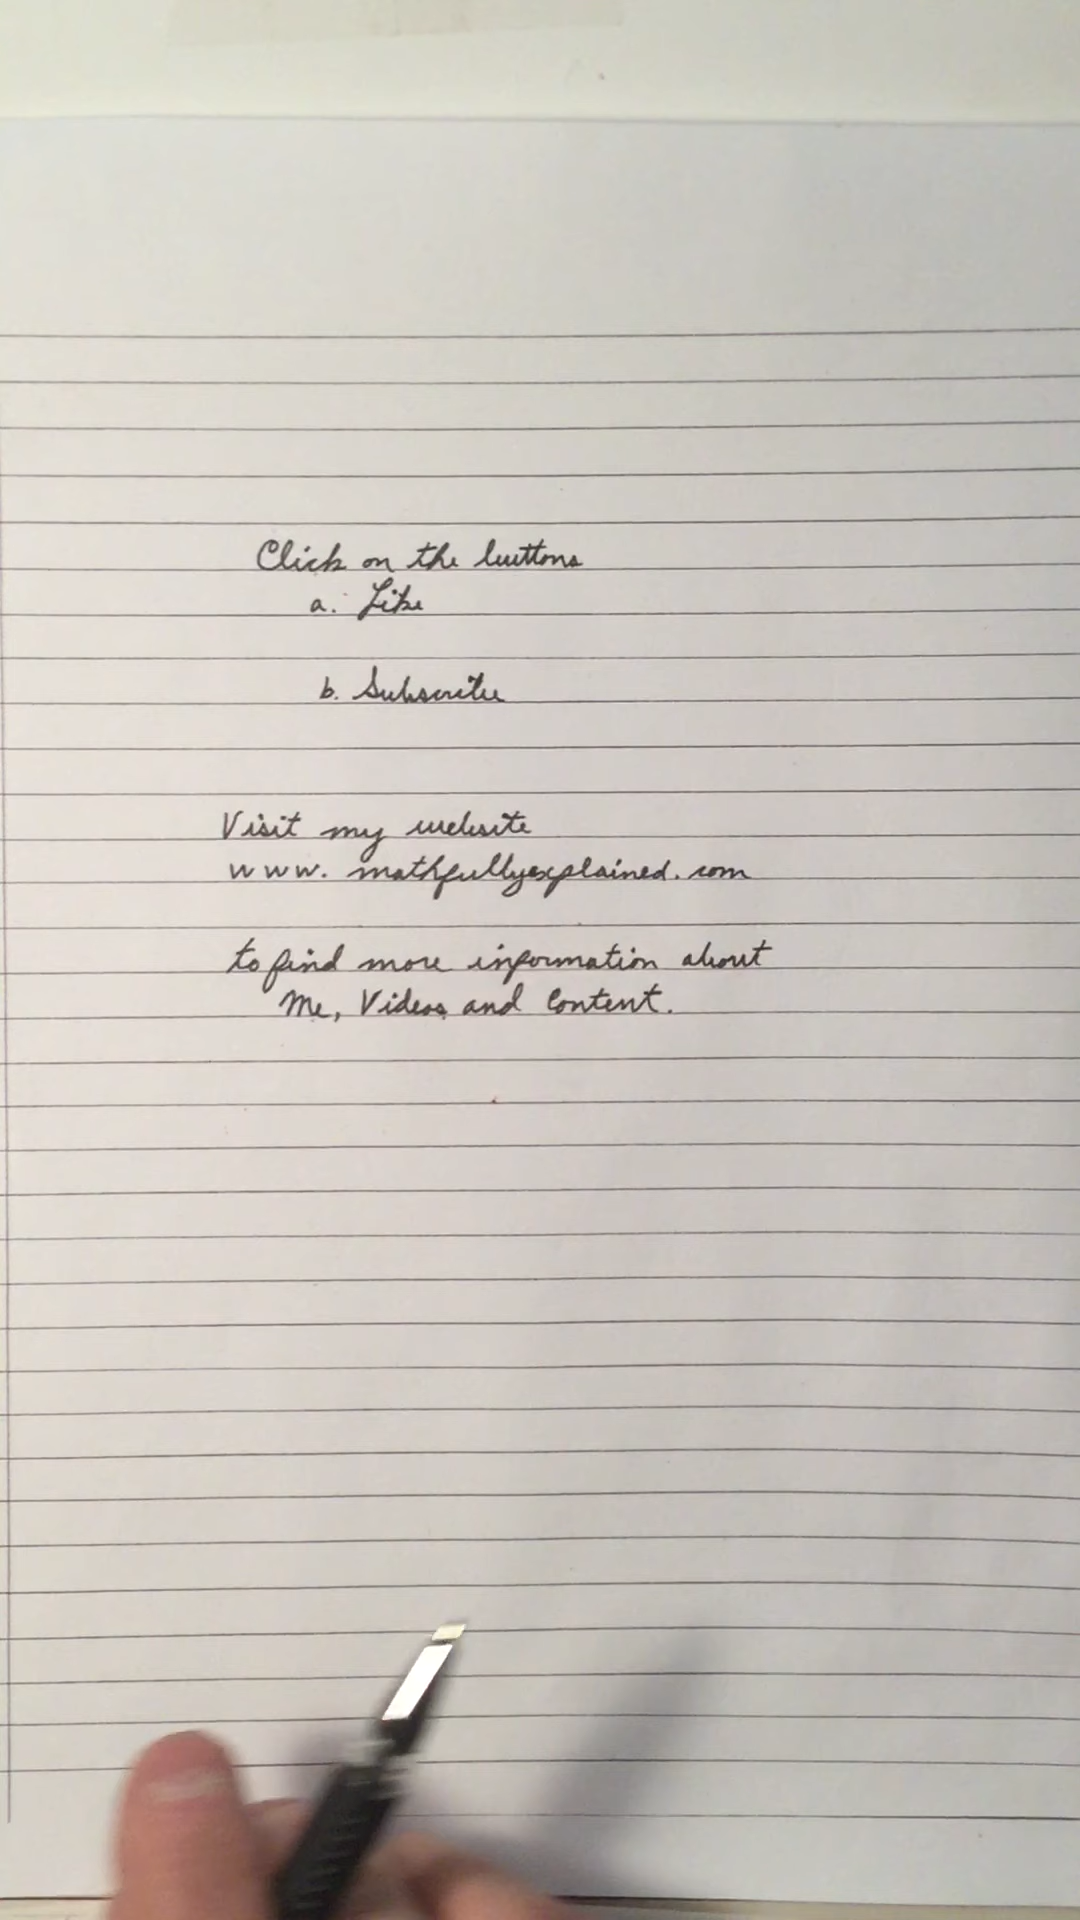 Click on the buttons
a. Like
b. Subscribe
Visit my website
www.mathfullyexplained.com
to find more information about
Me, Videos and Content.